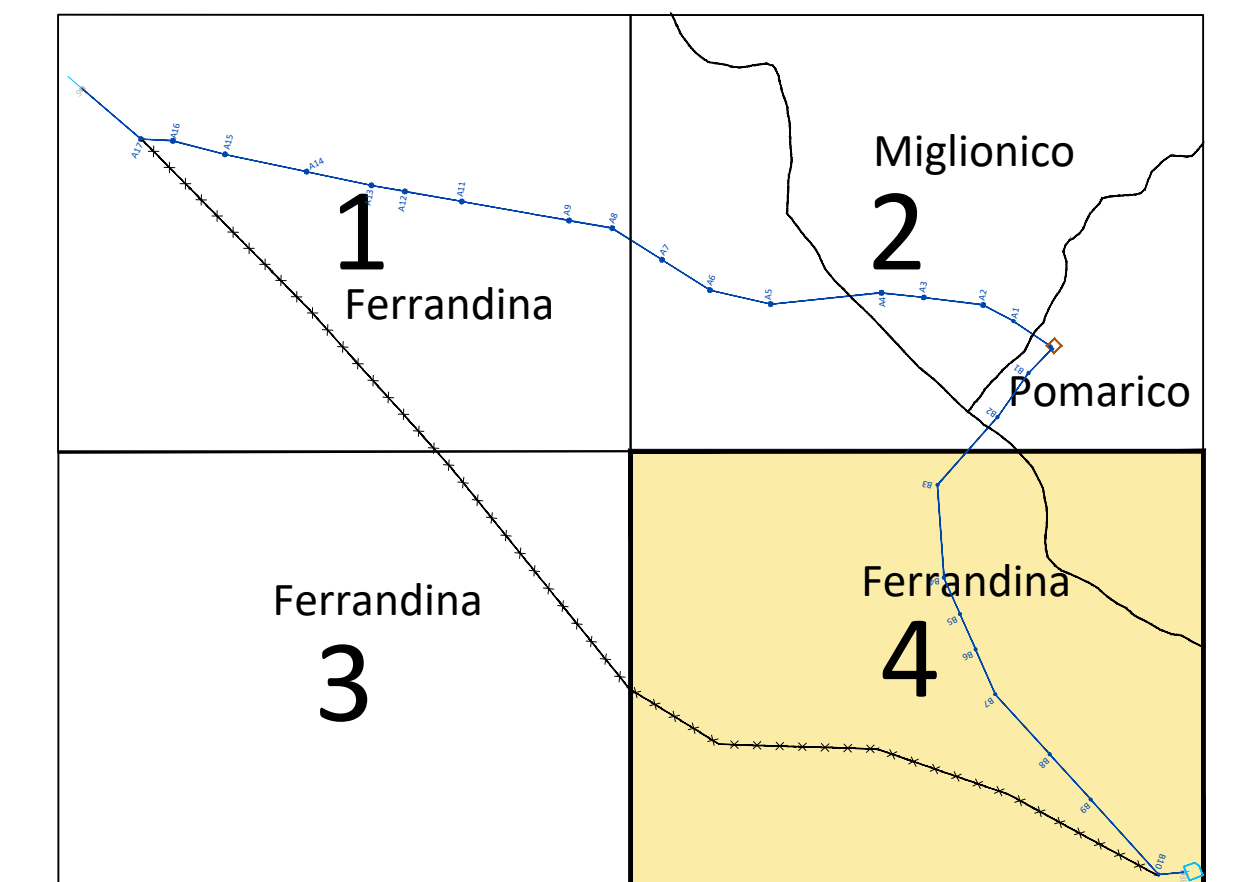 A17
A16
A15
A14
A13
A12
A11
A9
A8
1
Ferrandina
Miglionico
2
A7
A6
A5
A4
A3
A2
A1
B1
Pomarico
B2
Ferrandina
3
B3
Ferrandina
B4
B5
4
B6
B7
B8
B9
B10